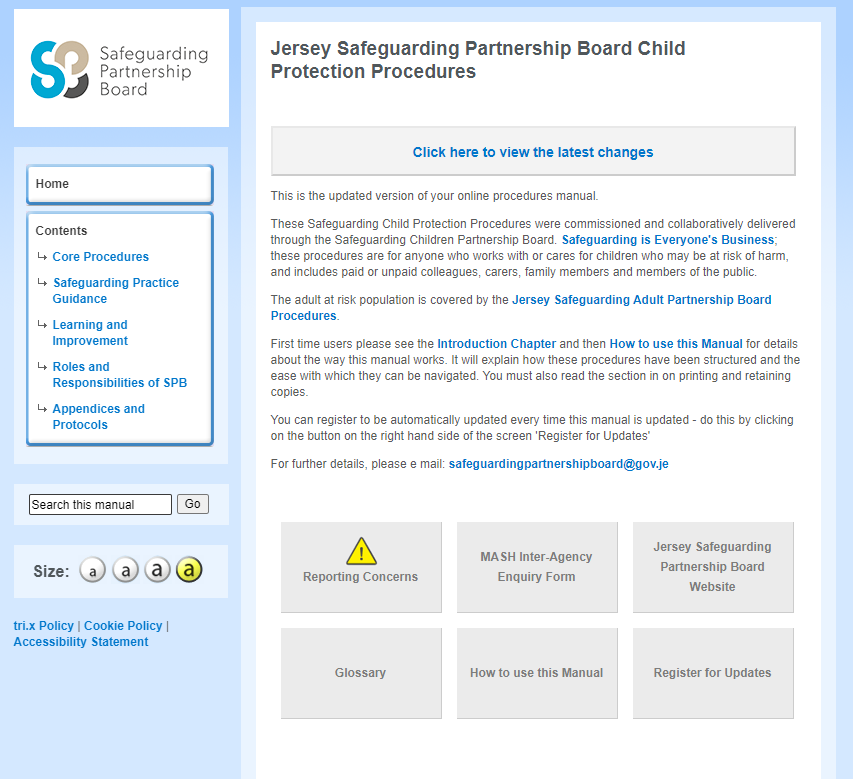 Safeguarding
Partnership
Board
Home
Contents
Core Procedures
Safeguarding Practice
Guidance
Learning and
Improvement
Roles and
Responsibilities of SPB
Appendices and
Protocols
Search this manual Go
Size: a a a a
tri.x Policy | Cookie Policy |
Accessibility Statement
Jersey Safeguarding Partnership Board Child
Protection Procedures
Click here to view the latest changes
This is the updated version of your online procedures manual.
These Safeguarding Child Protection Procedures were commissioned and collaboratively delivered
through the Safeguarding Children Partnership Board. Safeguarding is Everyone's Business;
these procedures are for anyone who works with or cares for children who may be at risk of harm,
and includes paid or unpaid colleagues, carers, family members and members of the public.
The adult at risk population is covered by the Jersey Safeguarding Adult Partnership Board
Procedures.
First time users please see the Introduction Chapter and then How to use this Manual for details
about the way this manual works. It will explain how these procedures have been structured and the
ease with which they can be navigated. You must also read the section in on printing and retaining
copies.
You can register to be automatically updated every time this manual is updated - do this by clicking
on the button on the right hand side of the screen 'Register for Updates'
For further details, please e mail: safeguardingpartnershipboard@gov.je
!
Reporting Concerns
MASH Inter-Agency
Enquiry Form
Jersey Safeguarding
Partnership Board
Website
Glossary
How to use this Manual
Register for Updates